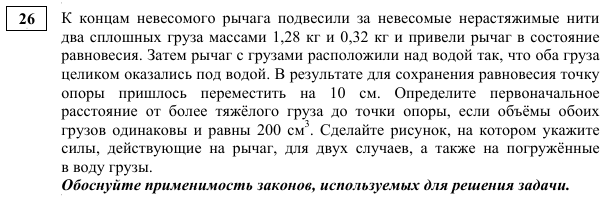 26
К концам невесомого рычага подвесили за невесомые нерастяжимые нити
два сплошных груза массами 1,28 кг и 0,32 кг и привели рычаг в состояние
равновесия. Затем рычаг с грузами расположили над водой так, что оба груза
целиком оказались под водой. В результате для сохранения равновесия точку
опоры пришлось переместить на 10 см. Определите первоначальное
расстояние от более тяжёлого груза до точки опоры, если объёмы обоих
грузов одинаковы и равны 200 см³. Сделайте рисунок, на котором укажите
силы, действующие на рычаг, для двух случаев, а также на погружённые
в воду грузы.
Обоснуйте применимость законов, используемых для решения задачи.